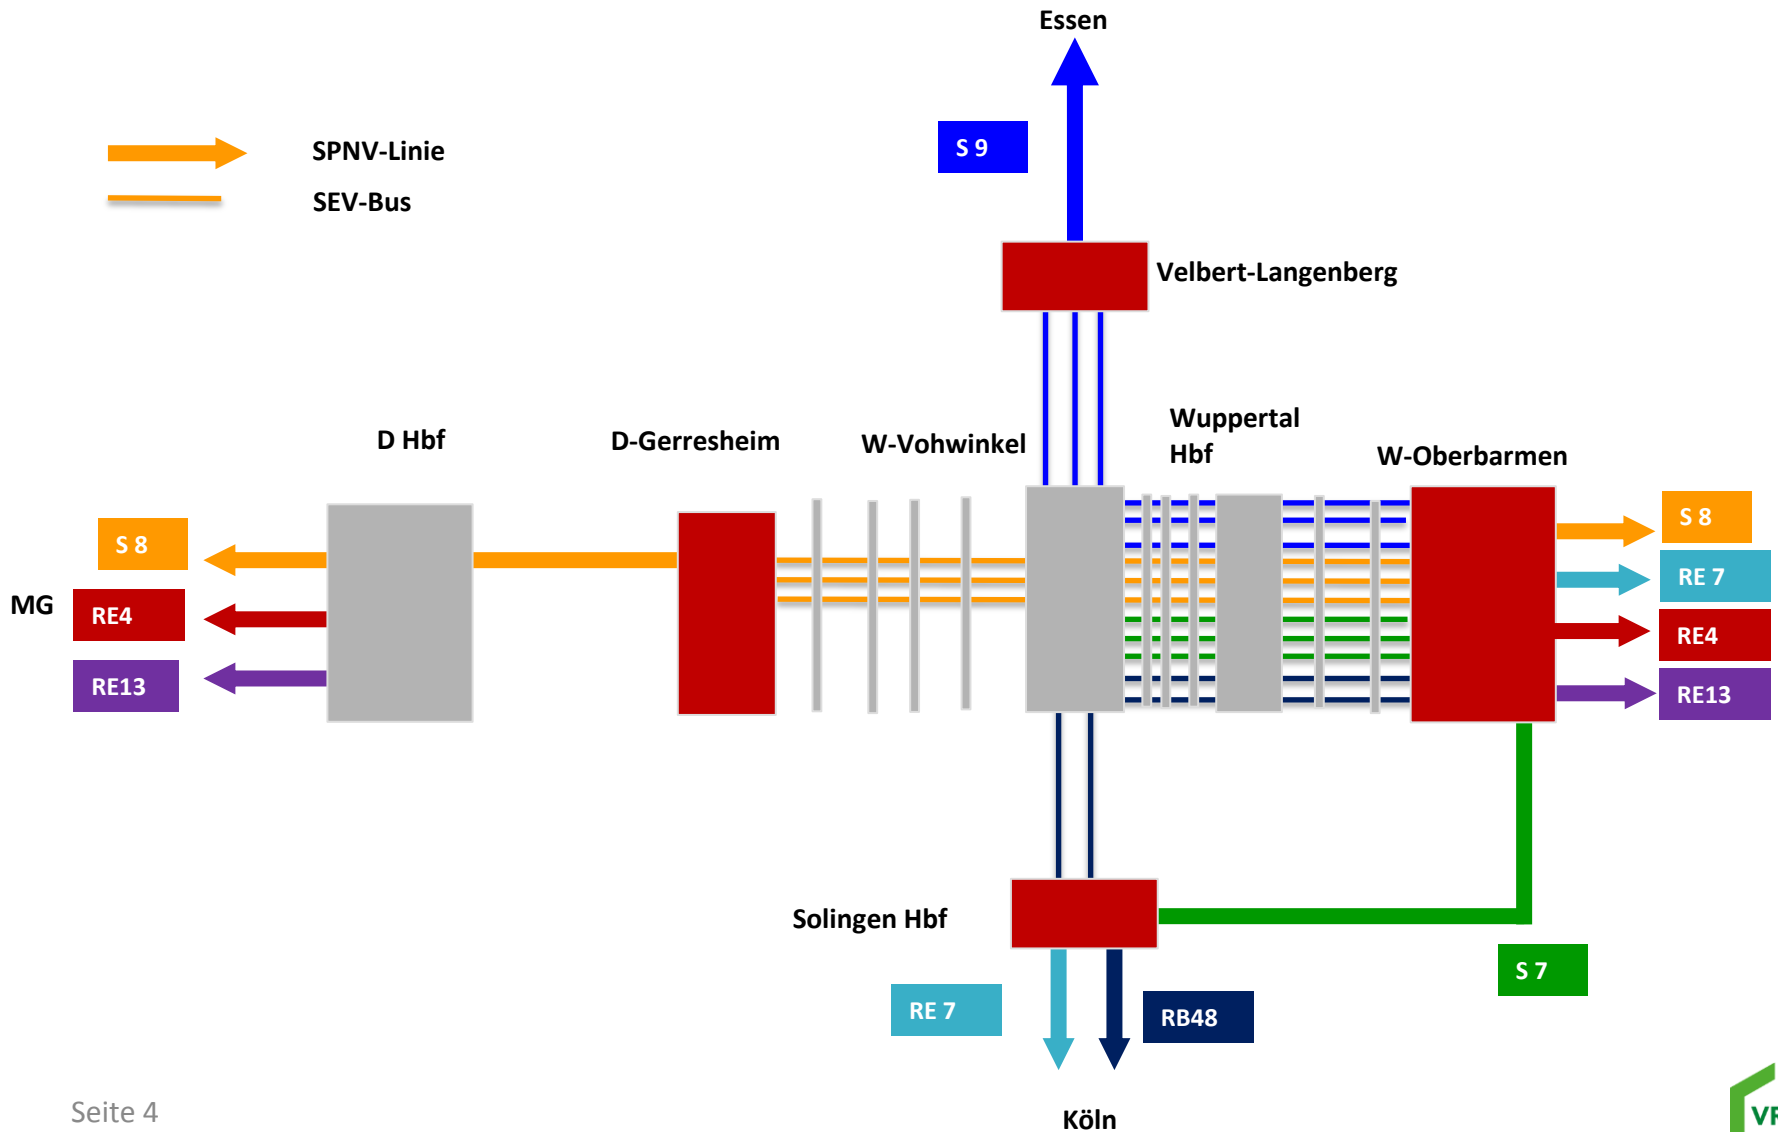 Essen
SPNV-Linie
S 9
SEV-Bus
Velbert-Langenberg
D Hbf
D-Gerresheim
W-Vohwinkel
Wuppertal
Hbf
W-Oberbarmen
S 8
S 8
RE 7
MG
RE4
RE4
RE13
RE13
Solingen Hbf
S 7
RE 7
RB48
Seite 4
Köln